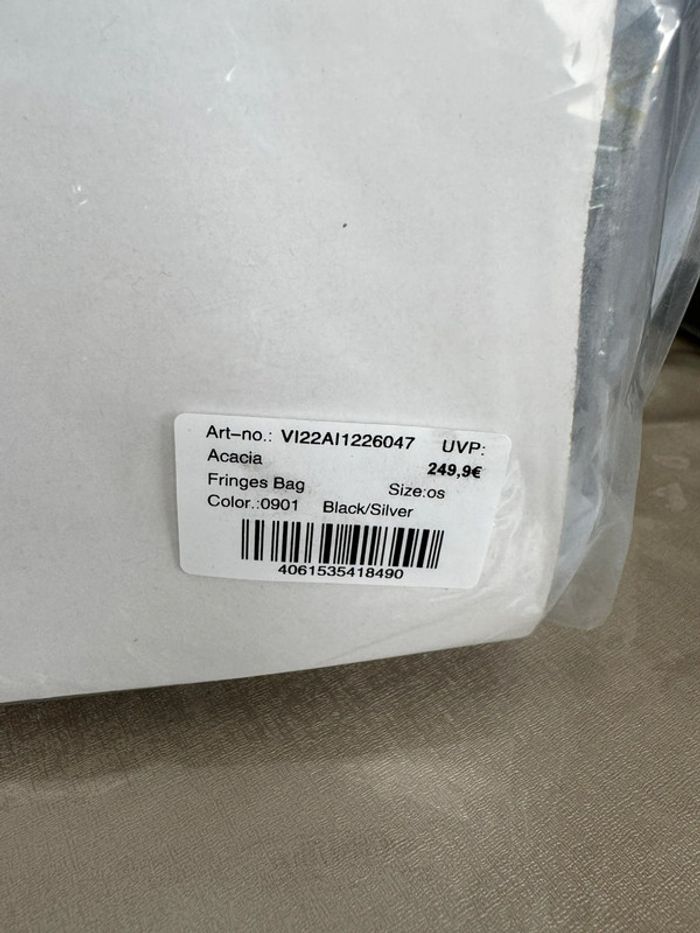 Art-no.: VI22AI1226047 UVP:
Acacia 249,9€
Fringes Bag Size:os
Color.:0901 Black/Silver
4061535418490